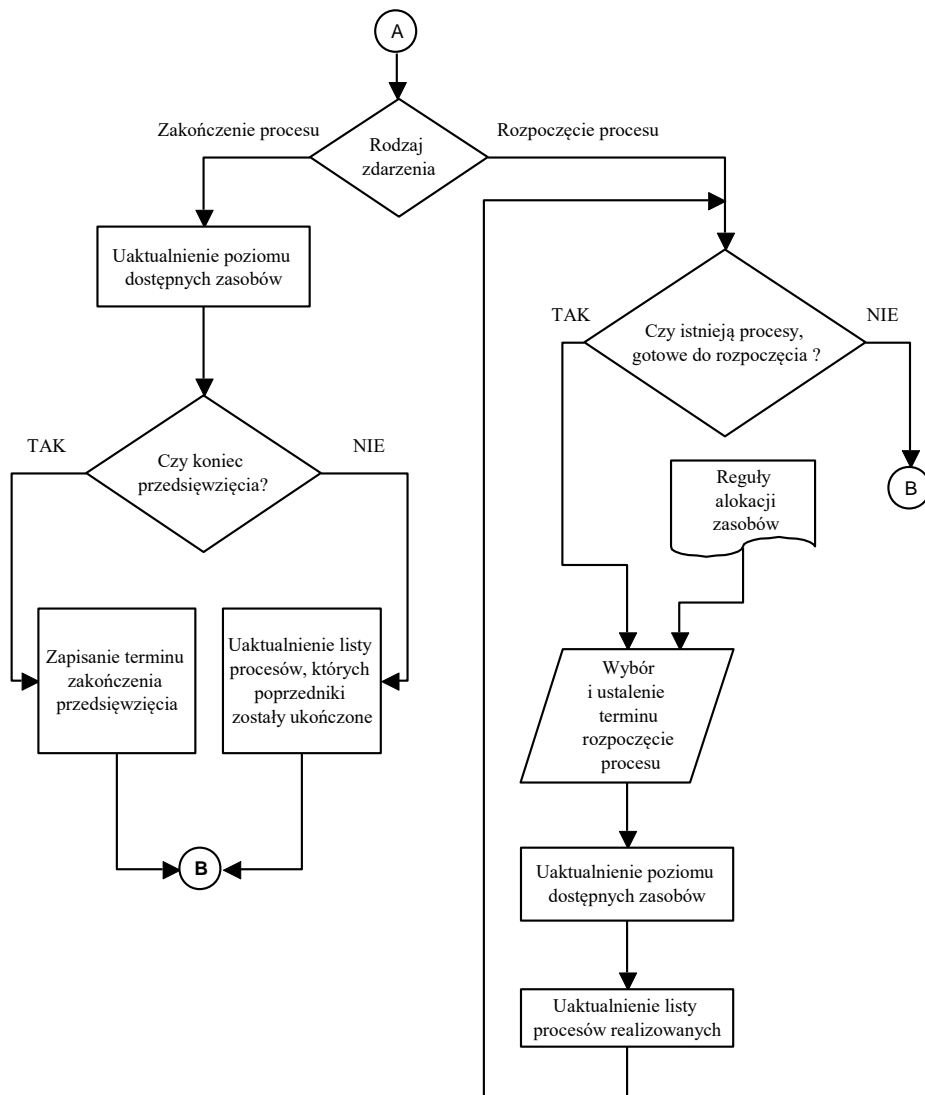 A
Zakończenie procesu
Rozpoczęcie procesu
Rodzaj
zdarzenia
Uaktualnienie poziomu
dostępnych zasobów
TAK
NIE
Czy istnieją procesy,
gotowe do rozpoczęcia ?
TAK
NIE
Czy koniec
przedsięwzięcia?
B
Reguły
alokacji
zasobów
Zapisanie terminu
zakończenia
przedsięwzięcia
Uaktualnienie listy
procesów, których
poprzedniki
zostały ukończone
Wybór
i ustalenie
terminu
rozpoczęcie
procesu
B
Uaktualnienie poziomu
dostępnych zasobów
Uaktualnienie listy
procesów realizowanych